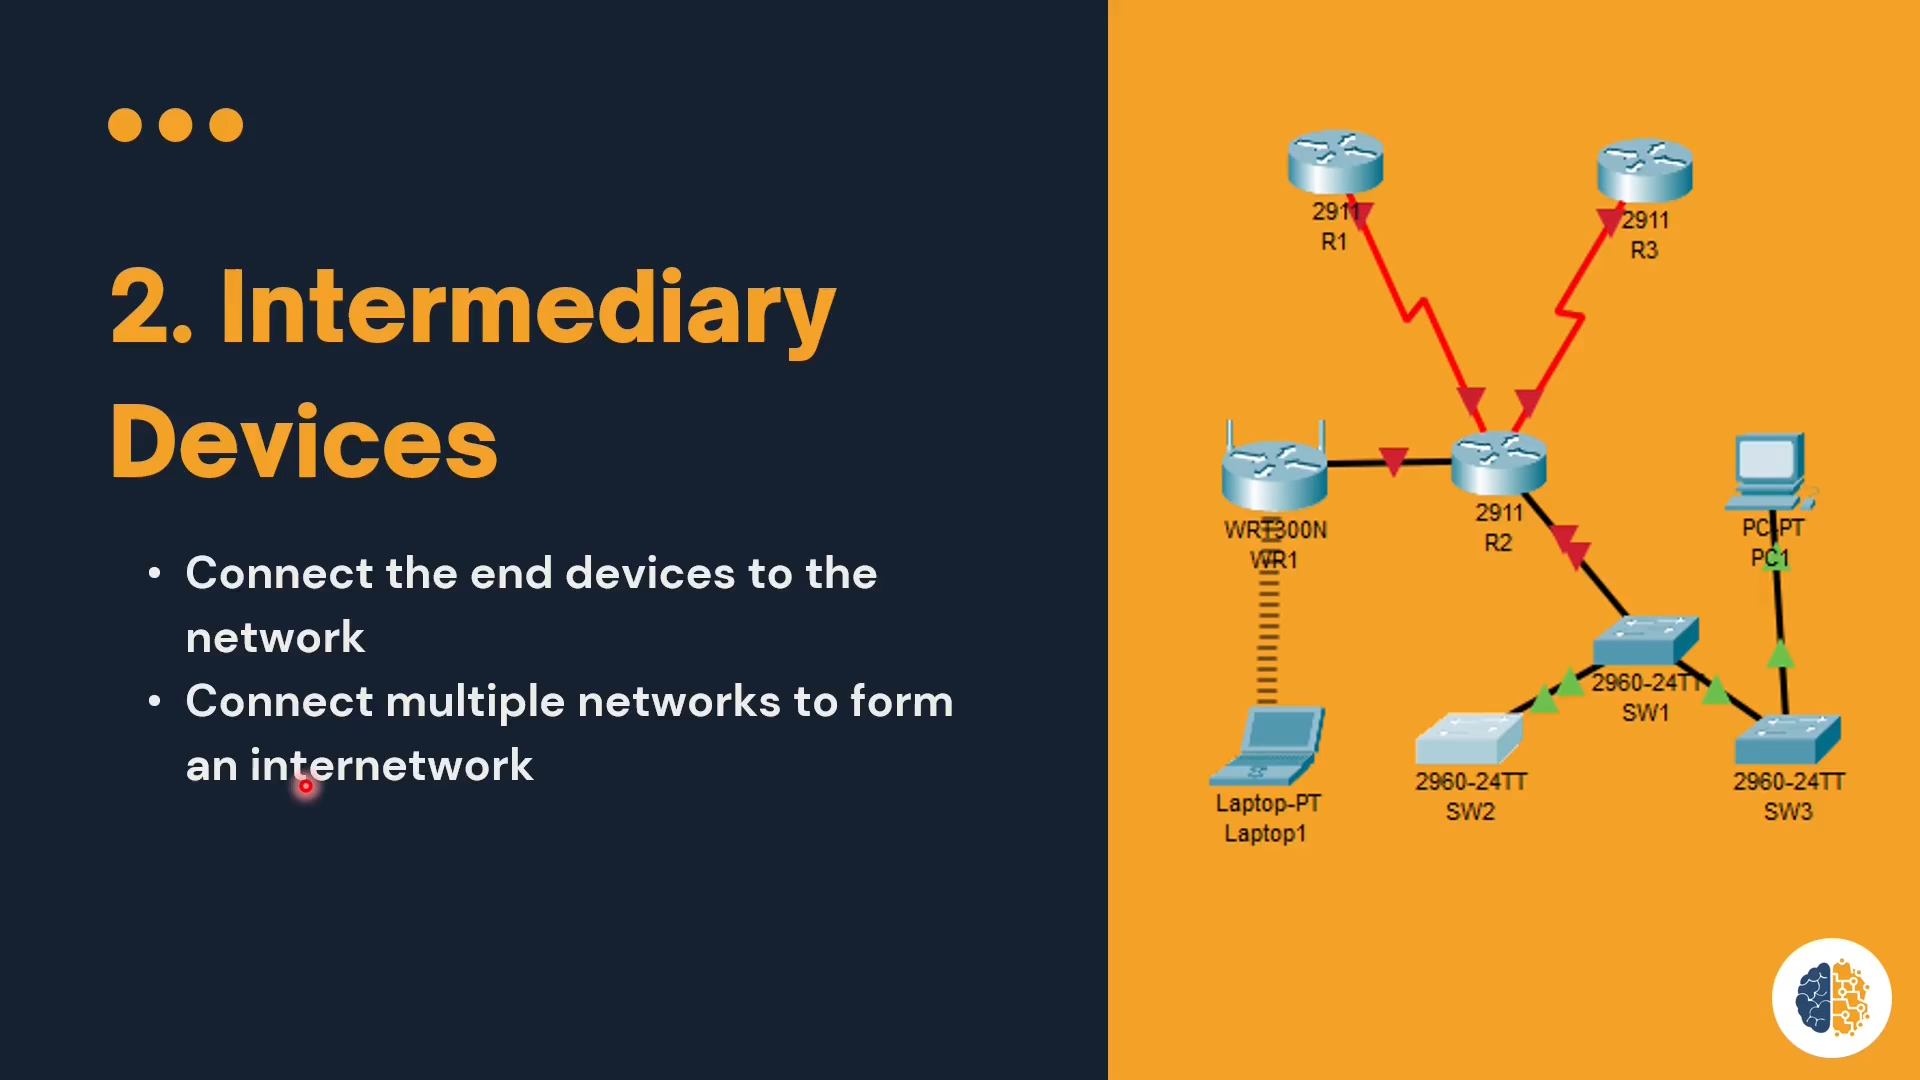 2. Intermediary
Devices
• Connect the end devices to the
network
• Connect multiple networks to form
an internetwork
2911
R1
2911
R3
WRT300N
WR1
2911
R2
PC-PT
PC1
2960-24TT
SW1
Laptop-PT
Laptop1
2960-24TT
SW2
2960-24TT
SW3